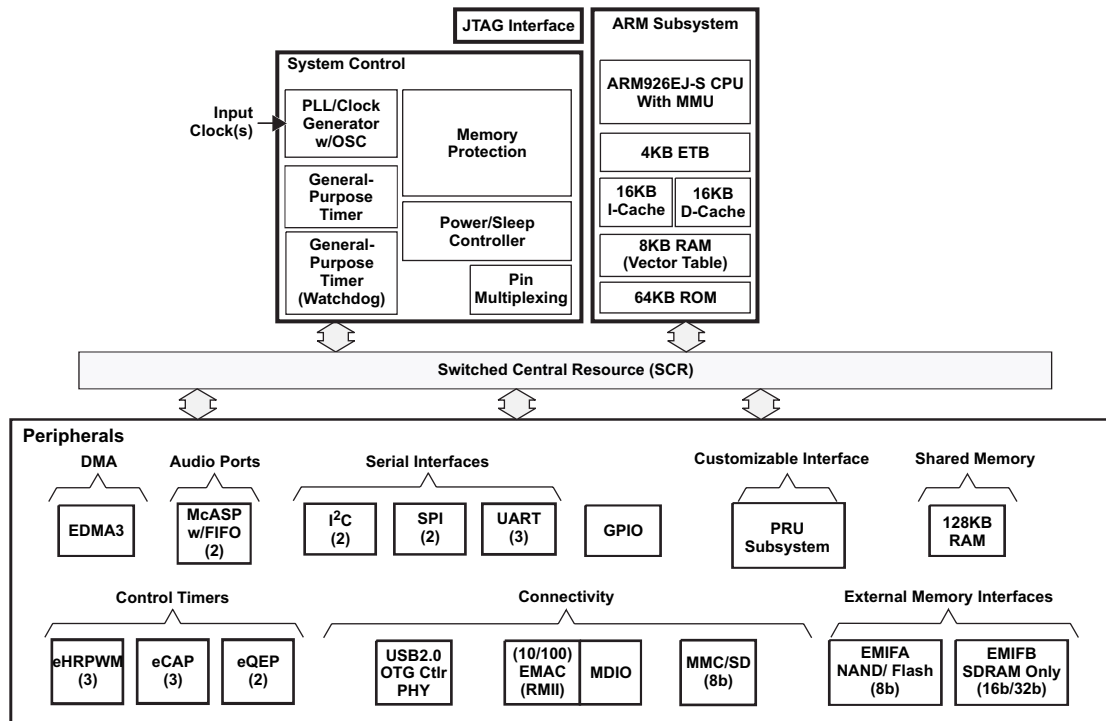 JTAG Interface
ARM Subsystem
System Control
Input
Clock(s)
PLL/Clock
Generator
w/OSC
General-
Purpose
Timer
General-
Purpose
Timer
(Watchdog)
Memory
Protection
Power/Sleep
Controller
Pin
Multiplexing
ARM926EJ-S CPU
With MMU
4KB ETB
16KB
I-Cache
16KB
D-Cache
8KB RAM
(Vector Table)
64KB ROM
Switched Central Resource (SCR)
Peripherals
DMA
EDMA3
Audio Ports
McASP
w/FIFO
(2)
Serial Interfaces
I²C
(2)
SPI
(2)
UART
(3)
GPIO
Customizable Interface
PRU
Subsystem
Shared Memory
128KB
RAM
Control Timers
eHRPWM
(3)
eCAP
(3)
eQEP
(2)
Connectivity
USB2.0
OTG Ctlr
PHY
(10/100)
EMAC
(RMII)
MDIO
MMC/SD
(8b)
External Memory Interfaces
EMIFA
NAND/ Flash
(8b)
EMIFB
SDRAM Only
(16b/32b)